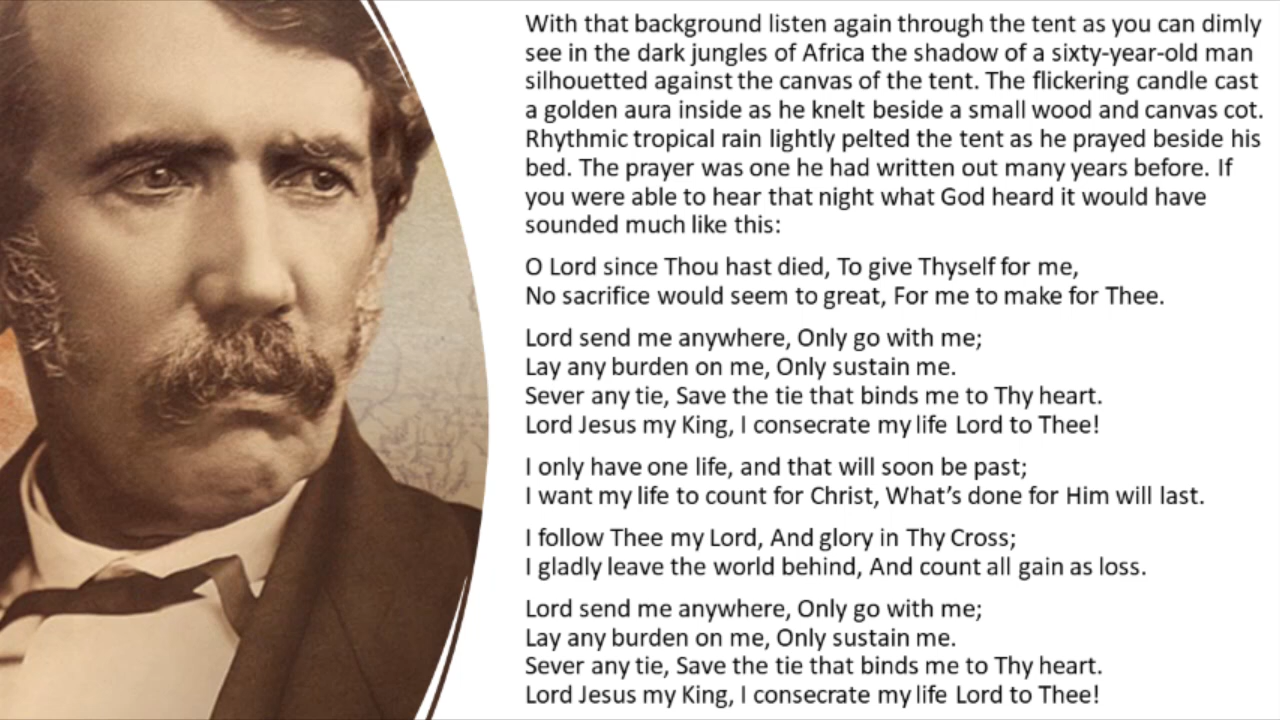 With that background listen again through the tent as you can dimly
see in the dark jungles of Africa the shadow of a sixty-year-old man
silhouetted against the canvas of the tent. The flickering candle cast
a golden aura inside as he knelt beside a small wood and canvas cot.
Rhythmic tropical rain lightly pelted the tent as he prayed beside his
bed. The prayer was one he had written out many years before. If
you were able to hear that night what God heard it would have
sounded much like this:
O Lord since Thou hast died, To give Thyself for me,
No sacrifice would seem to great, For me to make for Thee.
Lord send me anywhere, Only go with me;
Lay any burden on me, Only sustain me.
Sever any tie, Save the tie that binds me to Thy heart.
Lord Jesus my King, I consecrate my life Lord to Thee!
I only have one life, and that will soon be past;
I want my life to count for Christ, What’s done for Him will last.
I follow Thee my Lord, And glory in Thy Cross;
I gladly leave the world behind, And count all gain as loss.
Lord send me anywhere, Only go with me;
Lay any burden on me, Only sustain me.
Sever any tie, Save the tie that binds me to Thy heart.
Lord Jesus my King, I consecrate my life Lord to Thee!